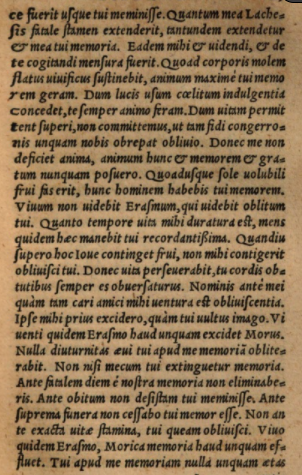 ce fuerit usque tui meminisse. Quantum mea Lache-
sis fatale stamen extenderit, tantundem extendetur
& mea tui memoria. Eadem mihi & uidendi, & de
te cogitandi mensura fuerit. Quoad corporis molem
flatus uiuificus sustinebit, animum maximè tui memo
rem geram. Dum lucis usum cœlitum indulgentia
concedet, te semper animo feram. Dum uitam permit
tent superi, non committemus, ut tam fidi congerro-
nis unquam nobis obrepat obliuio. Donec me non
deficiet anima, animum hunc & memorem & gra-
tum nunquam posuero. Quoadusque sole uolubili
frui fas erit, hunc hominem habebis tui memorem.
Viuum non uidebit Erasmum, qui uidebit oblitum
tui. Quanto tempore uita mihi duratura est, mens
quidem hæc manebit tui recordantißima. Quandiu
supero hoc Ioue continget frui, non mihi contigerit
obliuisci tui. Donec uita perseuerabit, tu cordis ob-
tutibus semper es obuersaturus. Nominis antè mei
quàm tam cari amici mihi uentura est obliuiscentia.
Ipse mihi prius excidero, quàm tui uultus imago. Vi
uenti quidem Erasmo haud unquam excidet Morus.
Nulla diuturnitas æui tui apud me memoriã oblite-
rabit. Non nisi mecum tui extinguetur memoria.
Ante fatalem diem è nostra memoria non eliminabe-
ris. Ante obitum non desistam tui meminisse. Ante
suprema funera non cessabo tui memor esse. Non an
te exacta uitæ stamina, tui queam obliuisci. Viuo
quidem Erasmo, Morica memoria haud unquam ef-
fluet. Tui apud me memoriam nulla unquam æta-